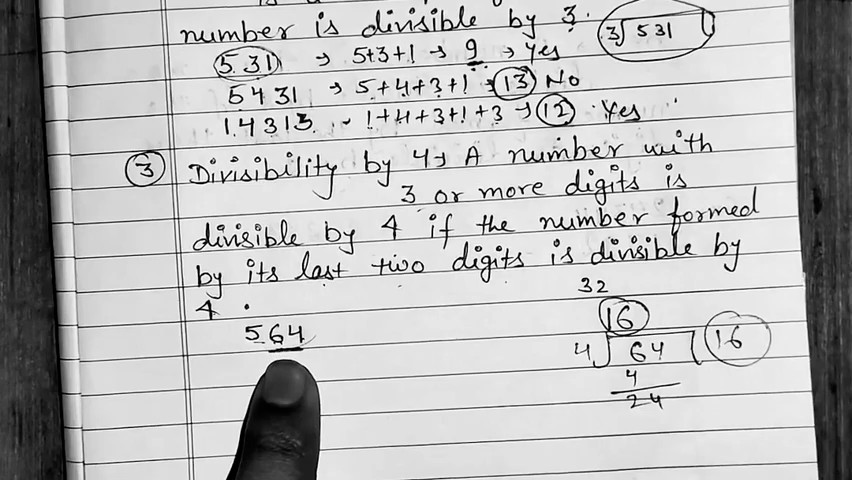 number is divisible by 3.
531 → 5+3+1 → 9 → Yes
3 531
5431 → 5+4+3+1 → 13 No
14313 - 1+4+3+1+3 → 12 Yes
3 Divisibility by 4 → A number with
3 or more digits is
divisible by 4 if the number formed
by its last two digits is divisible by
4.
32
16
564
4 64 16
4
24